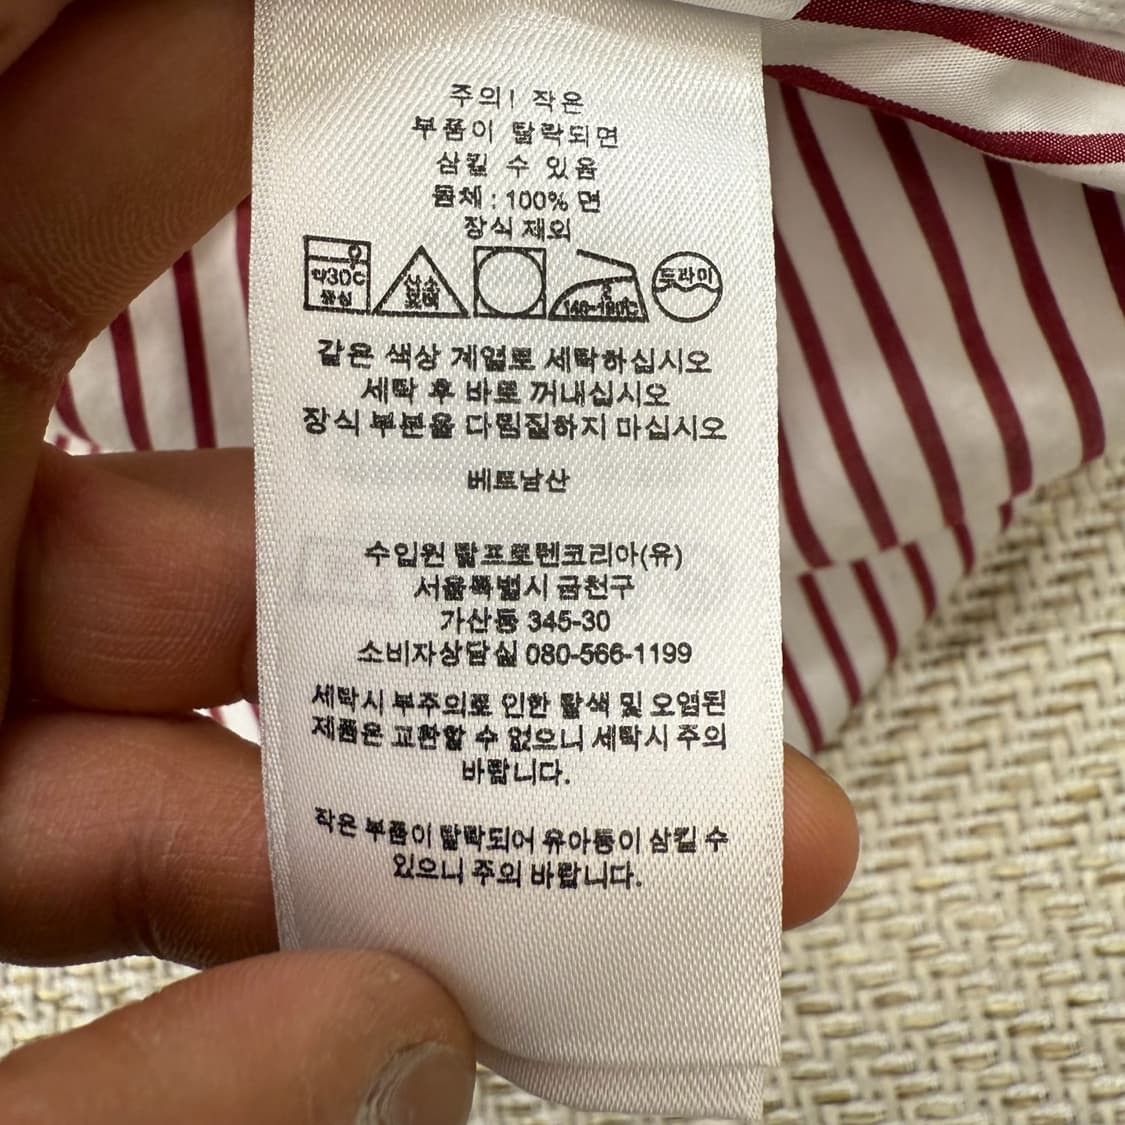 주의! 작은
부품이 탈락되면
삼킬 수 있음
몸체 : 100% 면
장식 제외
약30℃
중성
산소
표백
140~160℃
드라이
같은 색상 계열로 세탁하십시오
세탁 후 바로 꺼내십시오
장식 부분을 다림질하지 마십시오
베트남산
수입원 랄프로렌코리아(유)
서울특별시 금천구
가산동 345-30
소비자상담실 080-566-1199
세탁시 부주의로 인한 탈색 및 오염된
제품은 교환할 수 없으니 세탁시 주의
바랍니다.
작은 부품이 탈락되어 유아동이 삼킬 수
있으니 주의 바랍니다.